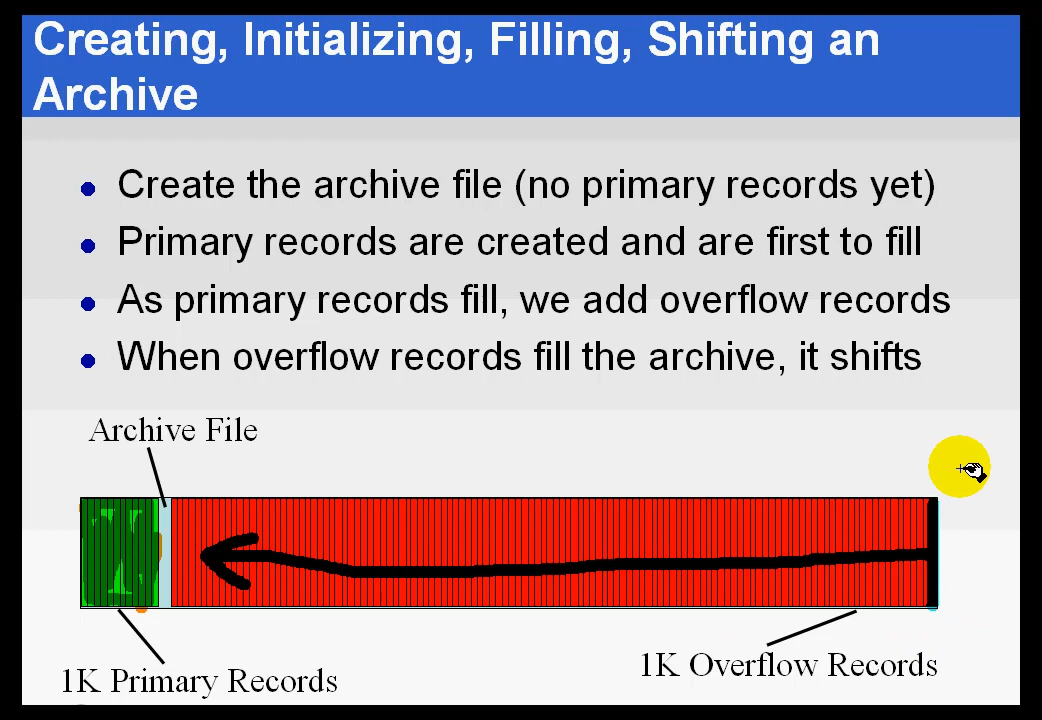 Creating, Initializing, Filling, Shifting an
Archive
Create the archive file (no primary records yet)
Primary records are created and are first to fill
As primary records fill, we add overflow records
When overflow records fill the archive, it shifts
Archive File
1K Primary Records
1K Overflow Records